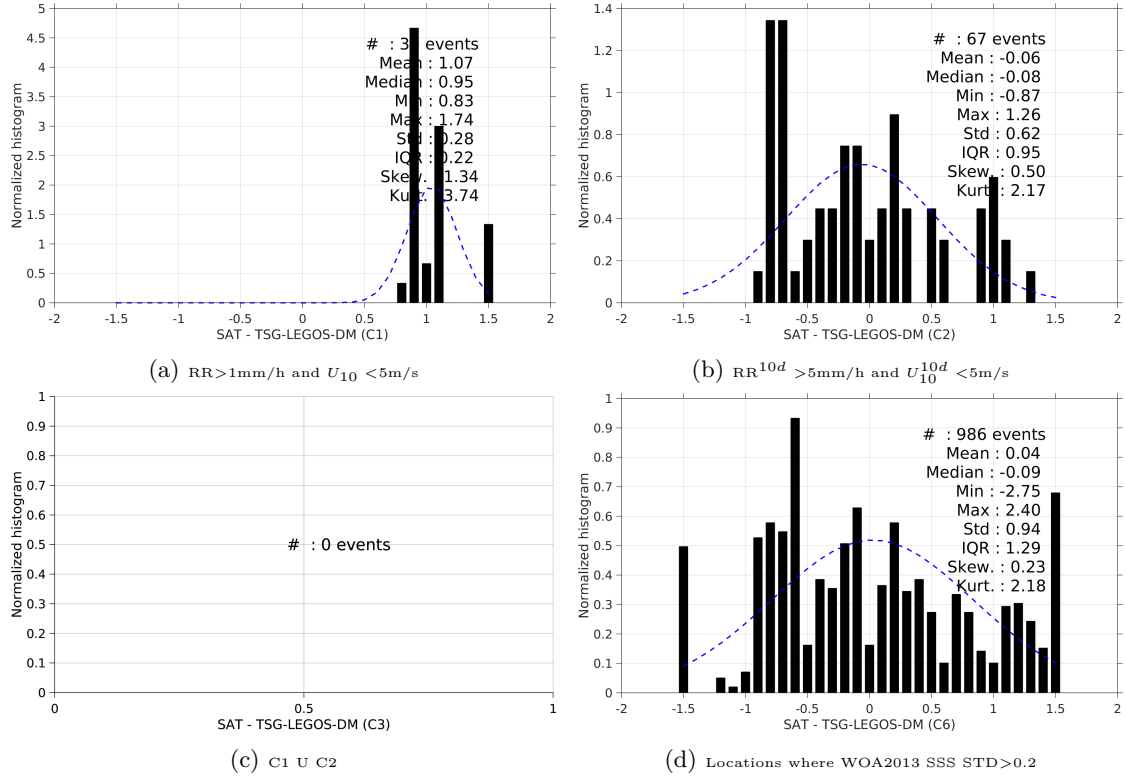 5
4.5
4
3.5
3
2.5
2
1.5
1
0.5
0
-2
-1.5
-1
-0.5
0
0.5
1
1.5
2
Normalized histogram
SAT - TSG-LEGOS-DM (C1)
# : 3 events
Mean : 1.07
Median : 0.95
Min : 0.83
Max : 1.74
Std : 0.28
IQR : 0.22
Skew. : 1.34
Kurt. : 3.74
(a) RR>1mm/h and U10 <5m/s
1.4
1.2
1
0.8
0.6
0.4
0.2
0
-2
-1.5
-1
-0.5
0
0.5
1
1.5
2
Normalized histogram
SAT - TSG-LEGOS-DM (C2)
# : 67 events
Mean : -0.06
Median : -0.08
Min : -0.87
Max : 1.26
Std : 0.62
IQR : 0.95
Skew. : 0.50
Kurt. : 2.17
(b) RR^10d >5mm/h and U10^10d <5m/s
1
0.9
0.8
0.7
0.6
0.5
0.4
0.3
0.2
0.1
0
0
0.5
1
Normalized histogram
SAT - TSG-LEGOS-DM (C3)
# : 0 events
(c) C1 U C2
1
0.9
0.8
0.7
0.6
0.5
0.4
0.3
0.2
0.1
0
-2
-1.5
-1
-0.5
0
0.5
1
1.5
2
Normalized histogram
SAT - TSG-LEGOS-DM (C6)
# : 986 events
Mean : 0.04
Median : -0.09
Min : -2.75
Max : 2.40
Std : 0.94
IQR : 1.29
Skew. : 0.23
Kurt. : 2.18
(d) Locations where WOA2013 SSS STD>0.2